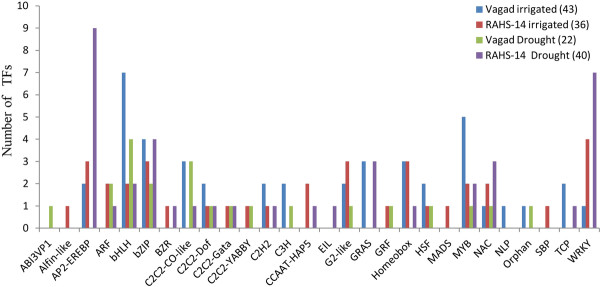 Number of TFs
10
9
8
7
6
5
4
3
2
1
0
Vagad irrigated (43)
RAHS-14 irrigated (36)
Vagad Drought (22)
RAHS-14 Drought (40)
ABI3VP1
Alfin-like
AP2-EREBP
ARF
bHLH
bZIP
BZR
C2C2-CO-like
C2C2-Dof
C2C2-Gata
C2C2-YABBY
C2H2
C3H
CCAAT-HAP5
EIL
G2-like
GRAS
GRF
Homeobox
HSF
MADS
MYB
NAC
NLP
Orphan
SBP
TCP
WRKY